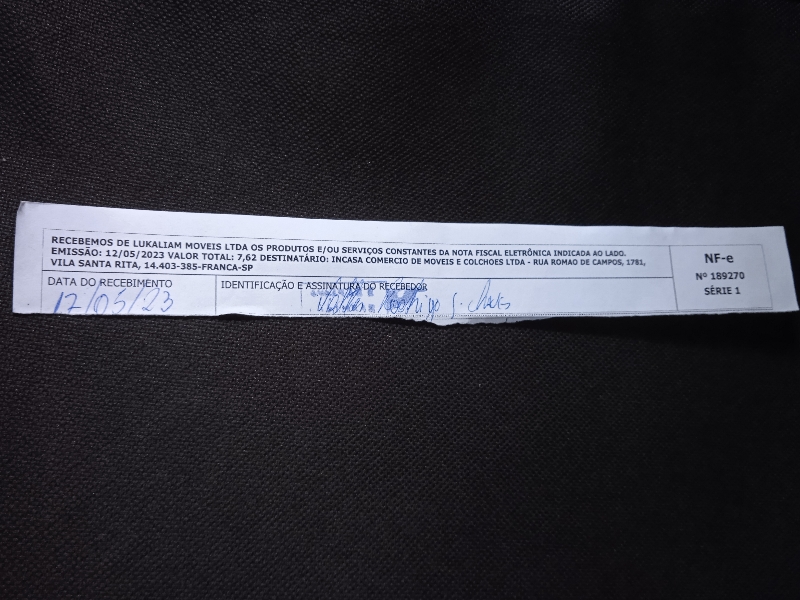 RECEBEMOS DE LUKALIAM MOVEIS LTDA OS PRODUTOS E/OU SERVIÇOS CONSTANTES DA NOTA FISCAL ELETRÔNICA INDICADA AO LADO.
EMISSÃO: 12/05/2023 VALOR TOTAL: 7,62 DESTINATÁRIO: INCASA COMERCIO DE MOVEIS E COLCHOES LTDA - RUA ROMAO DE CAMPOS, 1781,
VILA SANTA RITA, 14.403-385-FRANCA-SP
DATA DO RECEBIMENTO
17/05/23
IDENTIFICAÇÃO E ASSINATURA DO RECEBEDOR
Rodrigo
NF-e
Nº 189270
SÉRIE 1